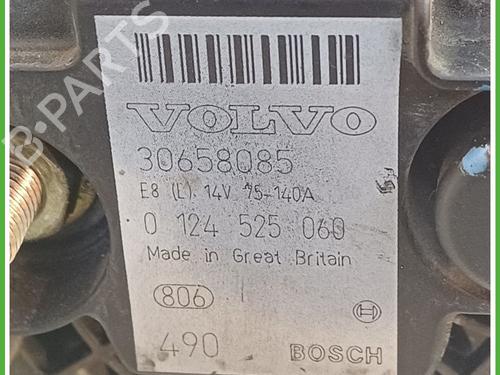 VOLVO
30658085
E8 (L) 14V 75-140A
0 124 525 060
Made in Great Britain
806
490
BOSCH
B-PARTS